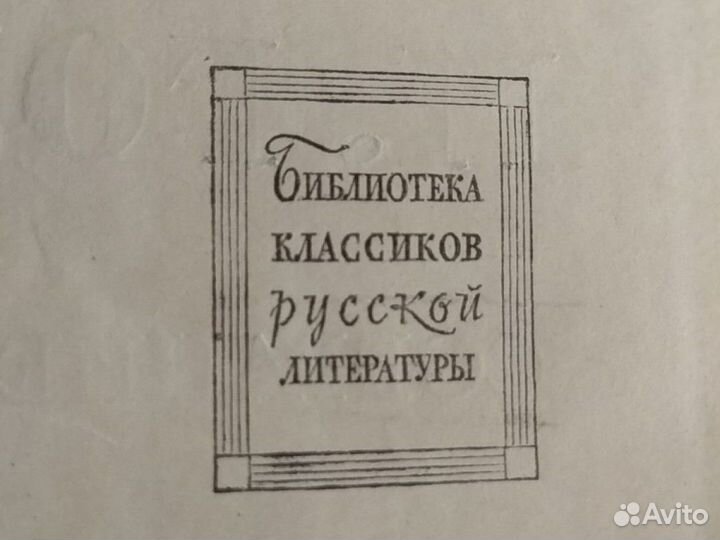 Библиотека
классиков
русской
литературы
Avito